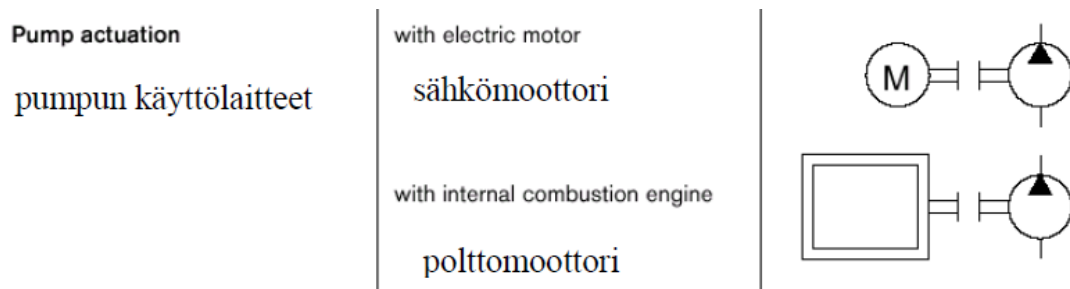 Pump actuation
pumpun käyttölaitteet
with electric motor
sähkömoottori
with internal combustion engine
polttomoottori
M